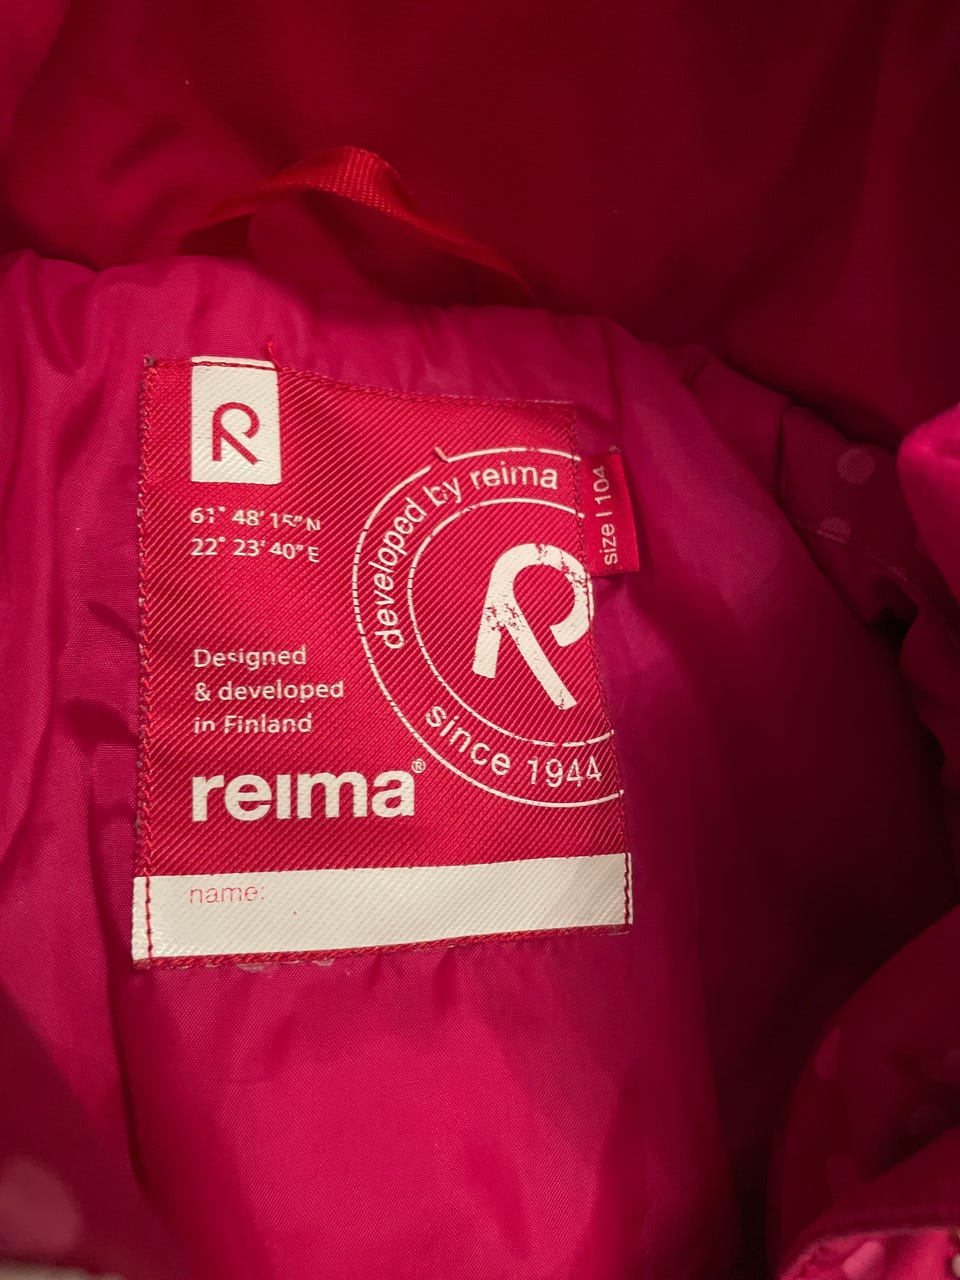 R
61° 48' 15" N
22° 23' 40" E
Designed
& developed
in Finland
reima®
name:
developed by reima
R
since 1944
size | 104